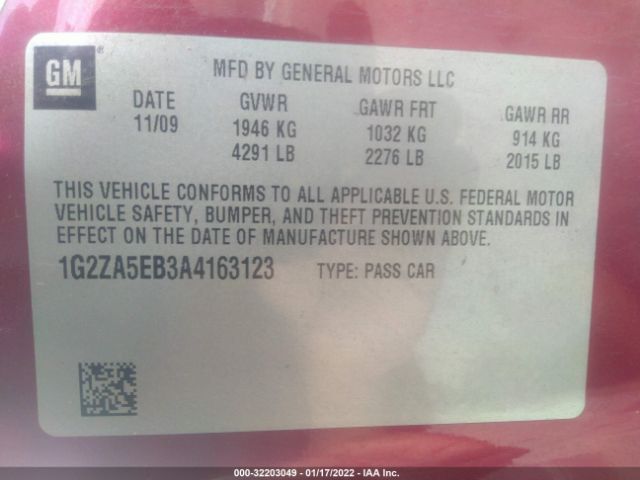 GM ®
MFD BY GENERAL MOTORS LLC
DATE GVWR GAWR FRT GAWR RR
11/09 1946 KG 1032 KG 914 KG
4291 LB 2276 LB 2015 LB
THIS VEHICLE CONFORMS TO ALL APPLICABLE U.S. FEDERAL MOTOR
VEHICLE SAFETY, BUMPER, AND THEFT PREVENTION STANDARDS IN
EFFECT ON THE DATE OF MANUFACTURE SHOWN ABOVE.
1G2ZA5EB3A4163123 TYPE: PASS CAR
000-32203049 - 01/17/2022 - IAA Inc.